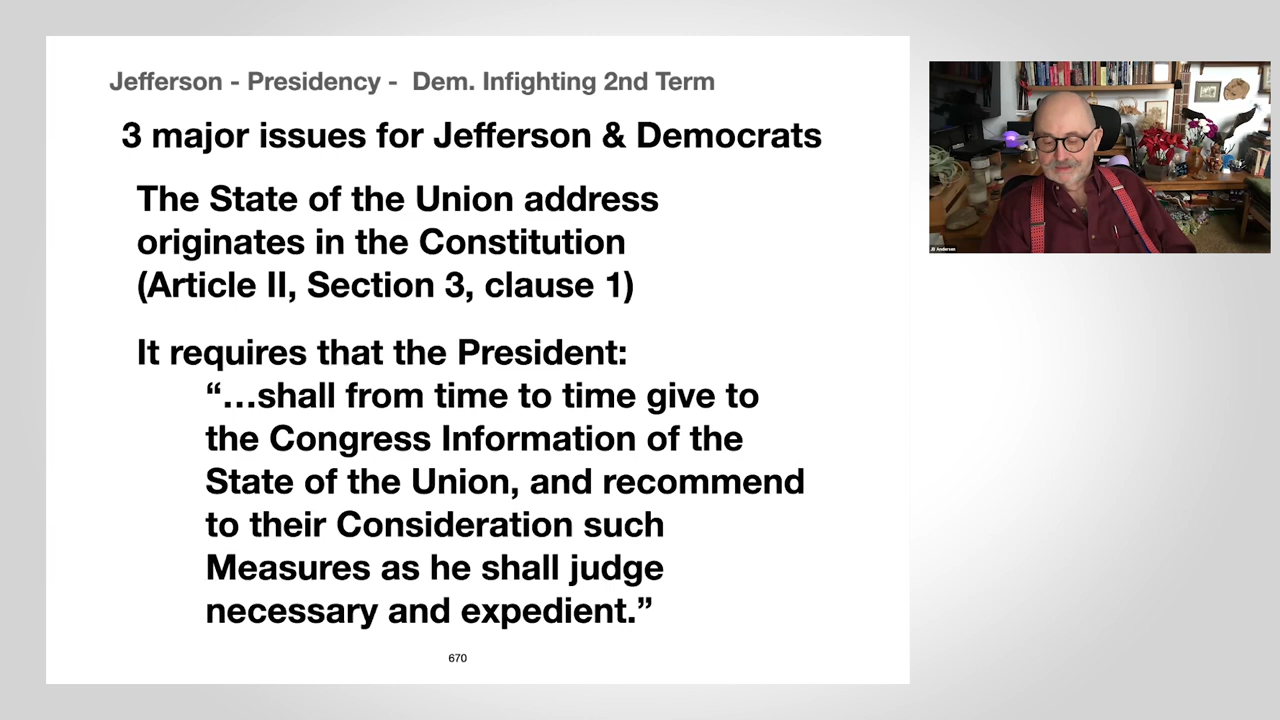 Jefferson - Presidency -  Dem. Infighting 2nd Term
3 major issues for Jefferson & Democrats
The State of the Union address
originates in the Constitution
(Article II, Section 3, clause 1)
It requires that the President:
“…shall from time to time give to
the Congress Information of the
State of the Union, and recommend
to their Consideration such
Measures as he shall judge
necessary and expedient.”
670
JB Andersen